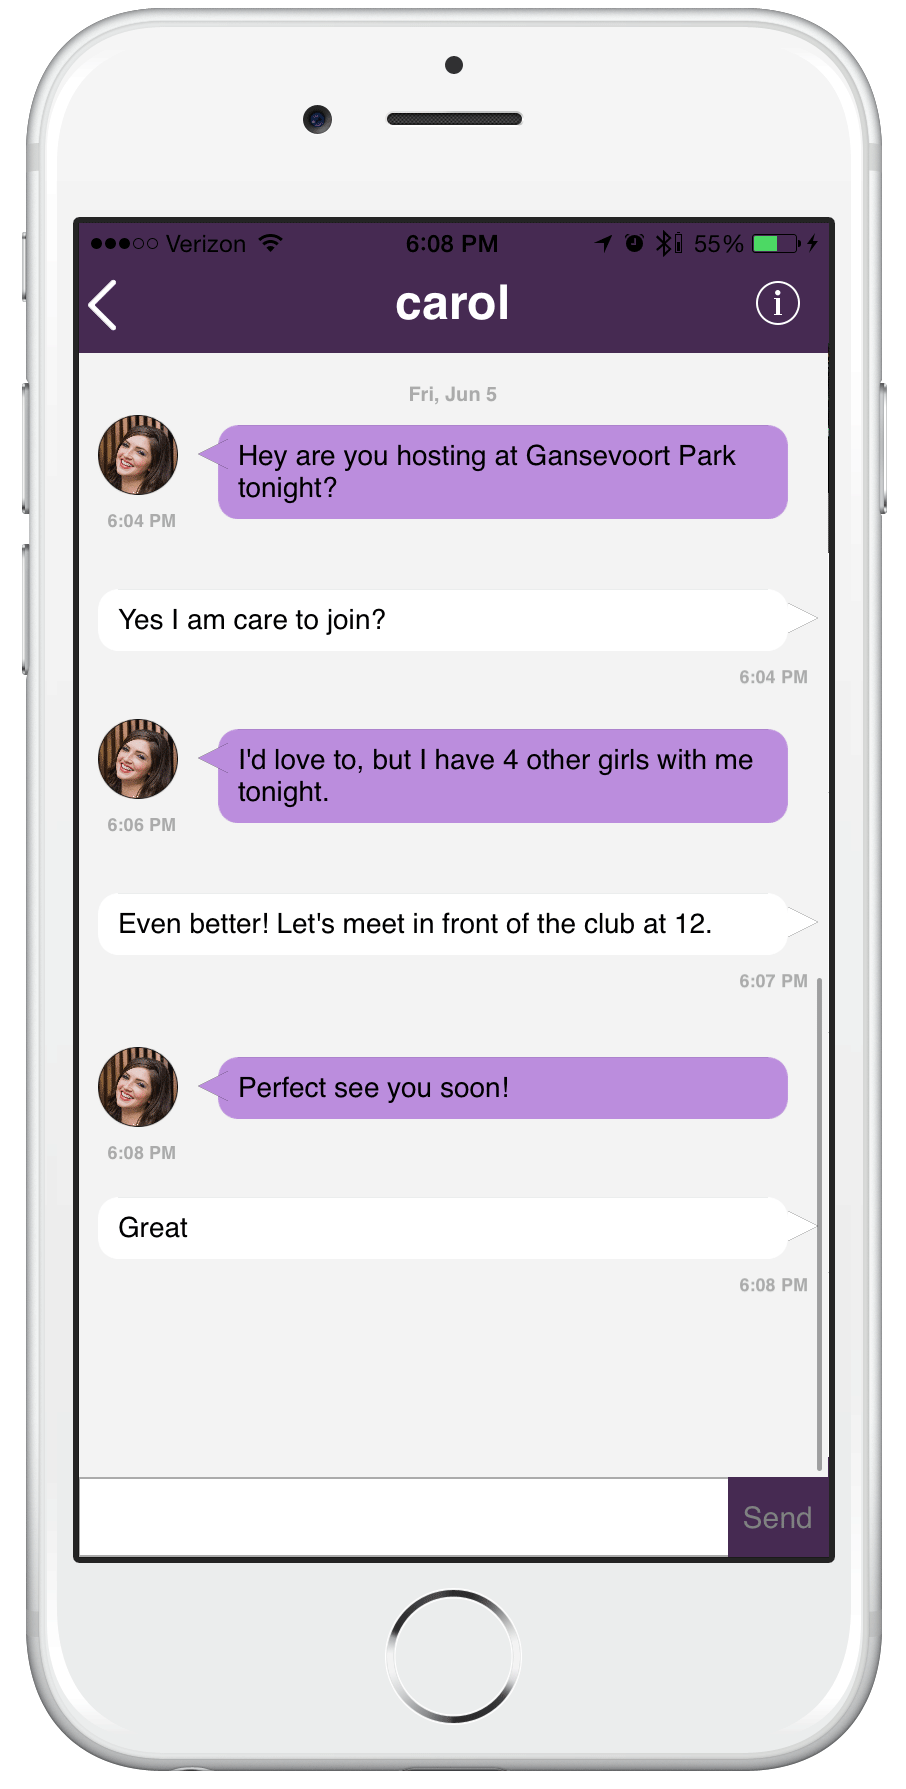 Verizon 6:08 PM 55%
carol
Fri, Jun 5
Hey are you hosting at Gansevoort Park
tonight?
6:04 PM
Yes I am care to join?
6:04 PM
I'd love to, but I have 4 other girls with me
tonight.
6:06 PM
Even better! Let's meet in front of the club at 12.
6:07 PM
Perfect see you soon!
6:08 PM
Great
6:08 PM
Send